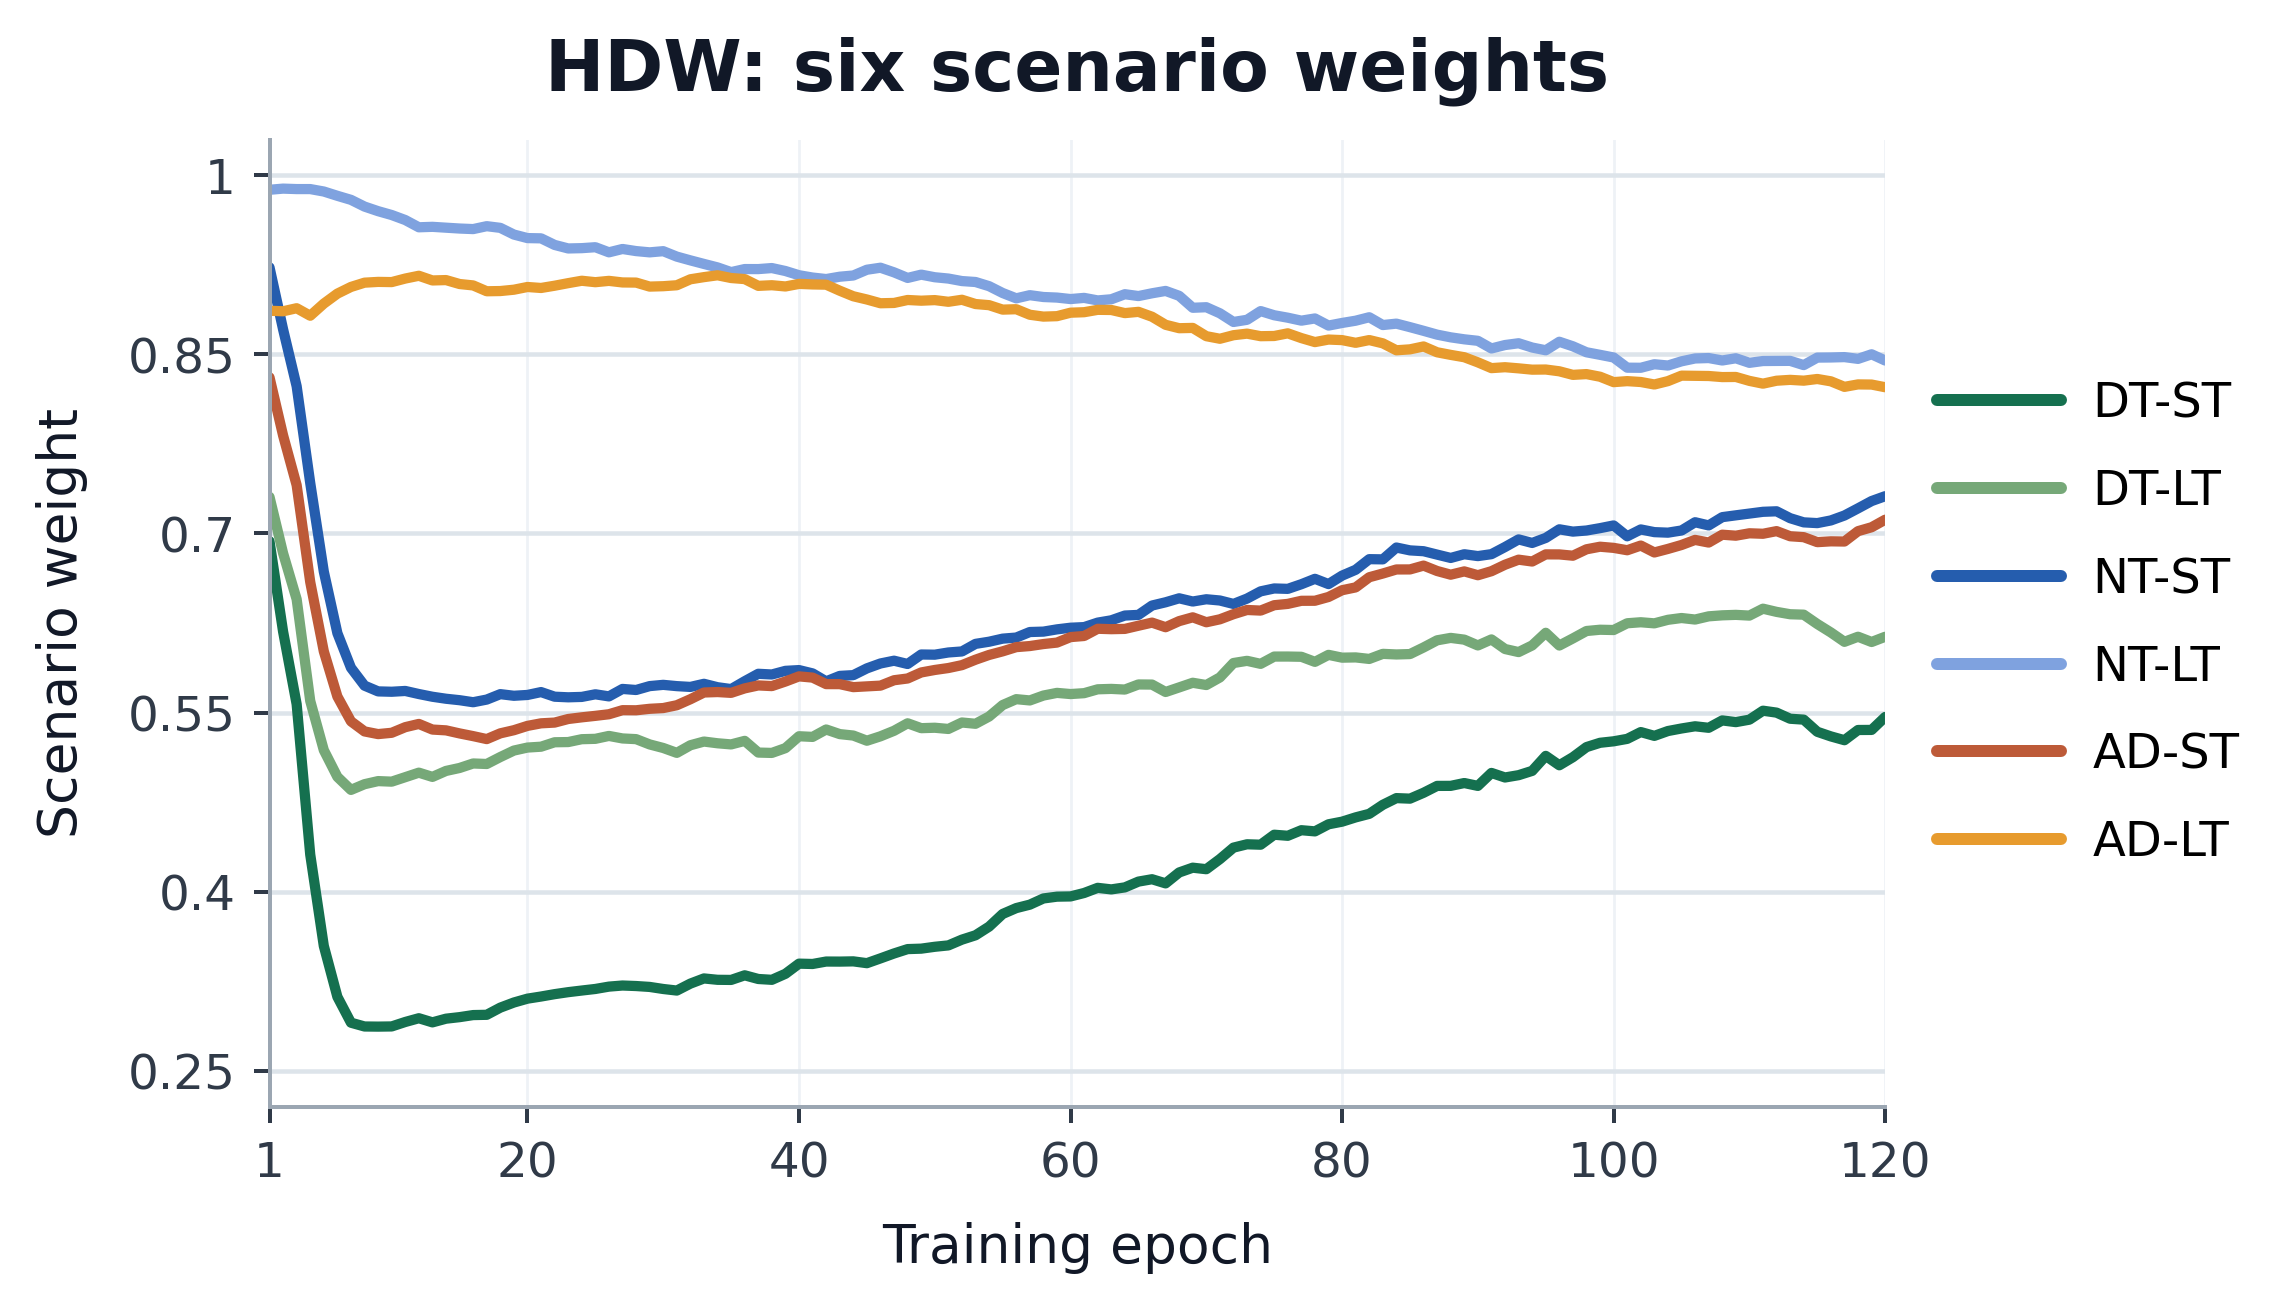 HDW: six scenario weights
Scenario weight
1
0.85
0.7
0.55
0.4
0.25
1 20 40 60 80 100 120
Training epoch
DT-ST
DT-LT
NT-ST
NT-LT
AD-ST
AD-LT